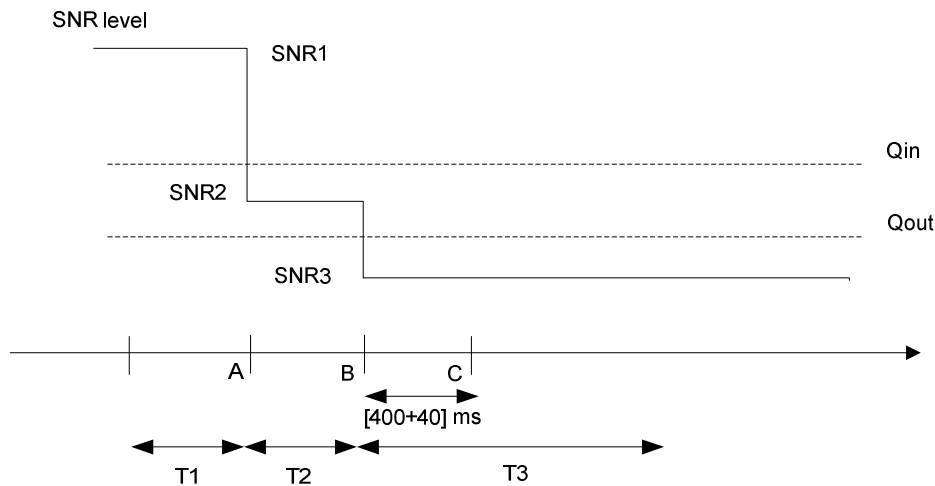 SNR level
SNR1
Qin
SNR2
Qout
SNR3
A
B
C
[400+40] ms
T1
T2
T3